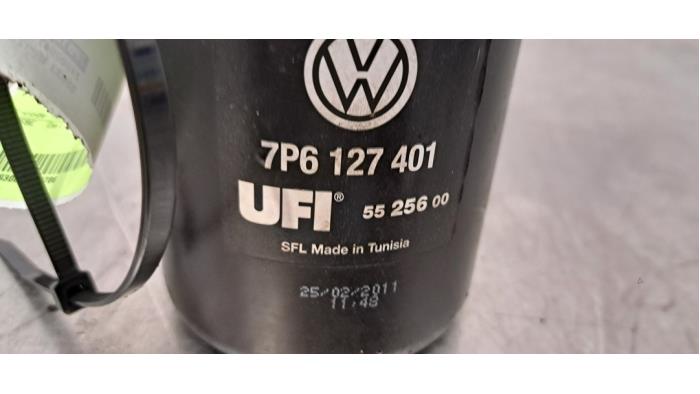 7P6 127 401
UFI® 55 256 00
SFL Made in Tunisia
25/02/2011
11:48